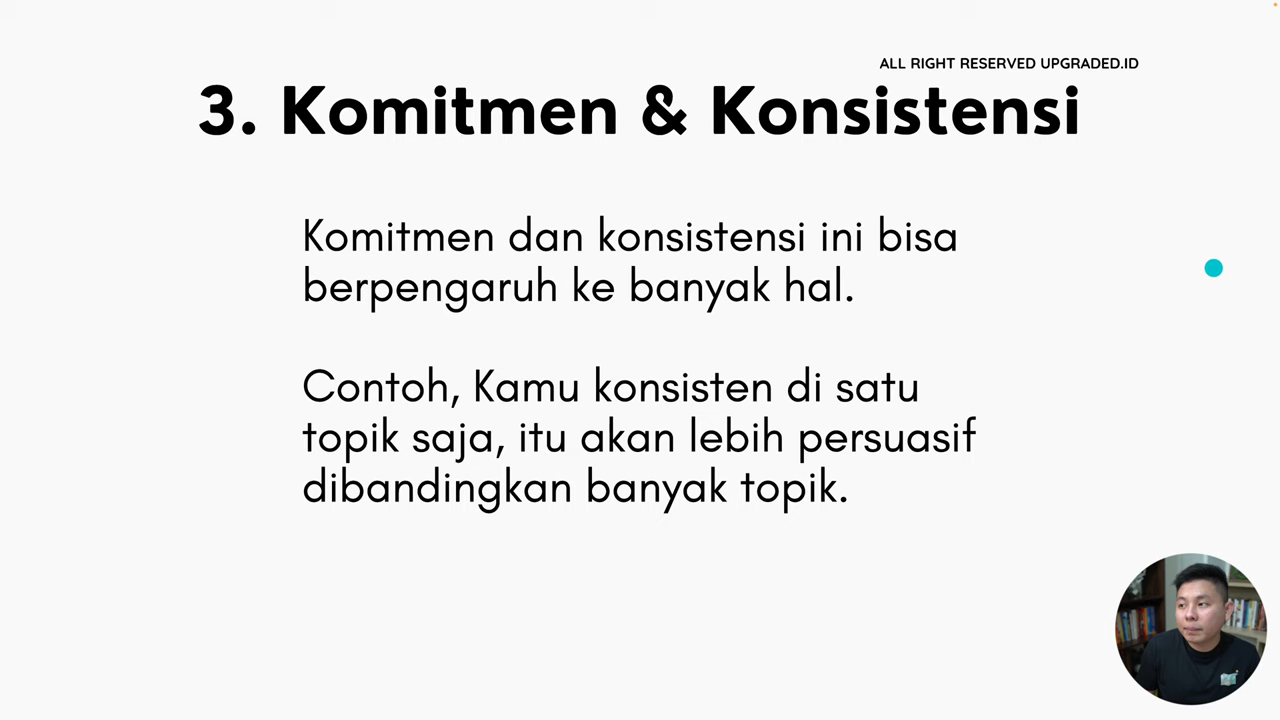 ALL RIGHT RESERVED UPGRADED.ID
3. Komitmen & Konsistensi
Komitmen dan konsistensi ini bisa
berpengaruh ke banyak hal.
Contoh, Kamu konsisten di satu
topik saja, itu akan lebih persuasif
dibandingkan banyak topik.